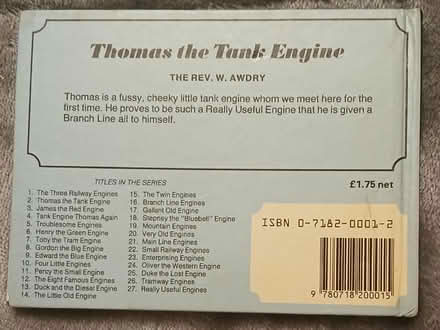 Thomas the Tank Engine
THE REV. W. AWDRY
Thomas is a fussy, cheeky little tank engine whom we meet here for the
first time. He proves to be such a Really Useful Engine that he is given a
Branch Line all to himself.
TITLES IN THE SERIES
1. The Three Railway Engines
2. Thomas the Tank Engine
3. James the Red Engine
4. Tank Engine Thomas Again
5. Troublesome Engines
6. Henry the Green Engine
7. Toby the Tram Engine
8. Gordon the Big Engine
9. Edward the Blue Engine
10. Four Little Engines
11. Percy the Small Engine
12. The Eight Famous Engines
13. Duck and the Diesel Engine
14. The Little Old Engine
15. The Twin Engines
16. Branch Line Engines
17. Gallant Old Engine
18. Stepney the "Bluebell" Engine
19. Mountain Engines
20. Very Old Engines
21. Main Line Engines
22. Small Railway Engines
23. Enterprising Engines
24. Oliver the Western Engine
25. Duke the Lost Engine
26. Tramway Engines
27. Really Useful Engines
£1.75 net
ISBN 0-7182-0001-2
9 780718 200015